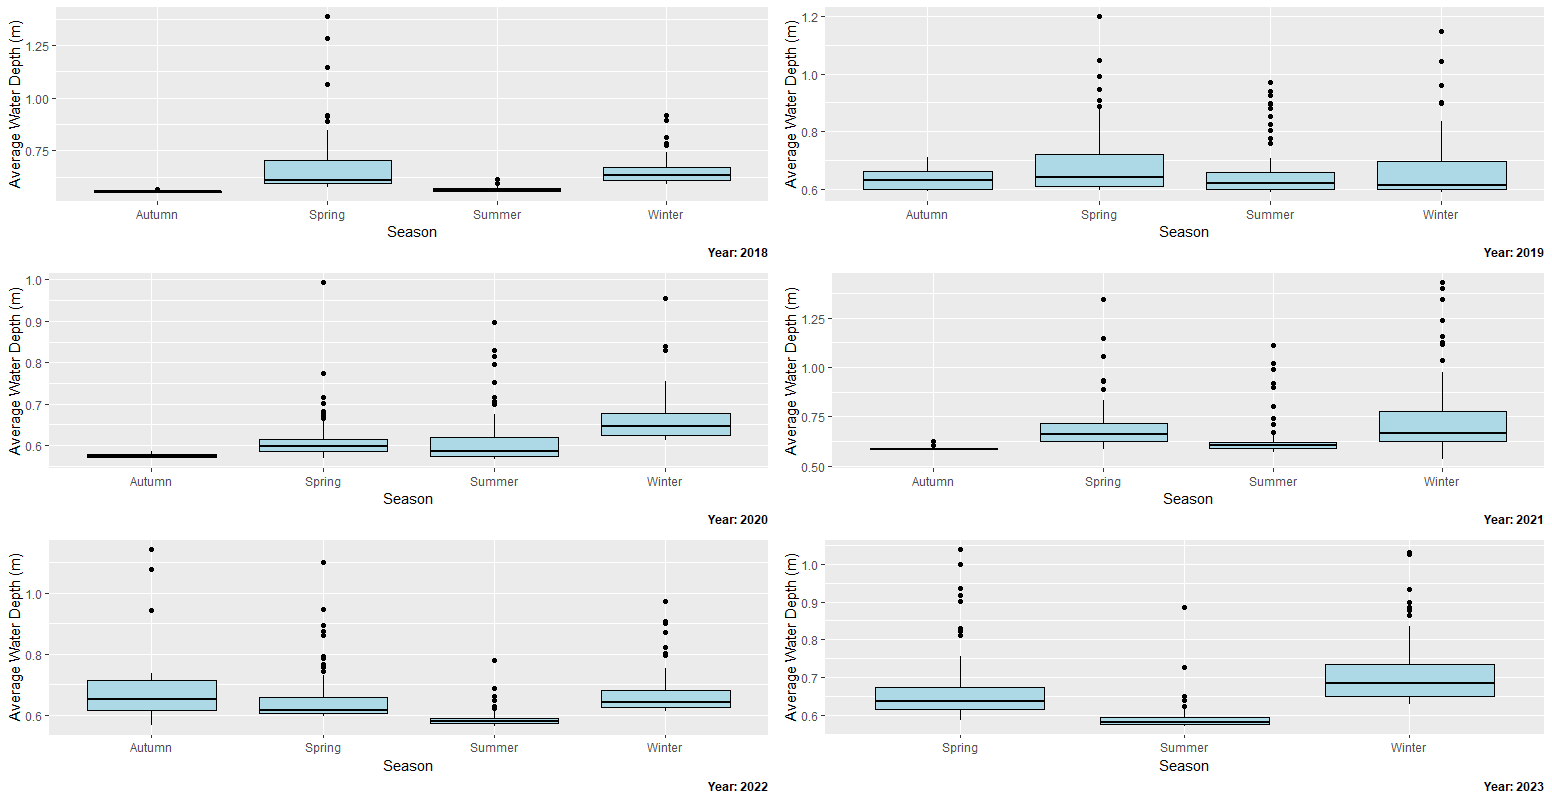 Average Water Depth (m)
1.25
1.00
0.75
Autumn Spring Summer Winter
Season
Year: 2018
Average Water Depth (m)
1.2
1.0
0.8
0.6
Autumn Spring Summer Winter
Season
Year: 2019
Average Water Depth (m)
1.0
0.9
0.8
0.7
0.6
Autumn Spring Summer Winter
Season
Year: 2020
Average Water Depth (m)
1.25
1.00
0.75
0.50
Autumn Spring Summer Winter
Season
Year: 2021
Average Water Depth (m)
1.0
0.8
0.6
Autumn Spring Summer Winter
Season
Year: 2022
Average Water Depth (m)
1.0
0.9
0.8
0.7
0.6
Spring Summer Winter
Season
Year: 2023